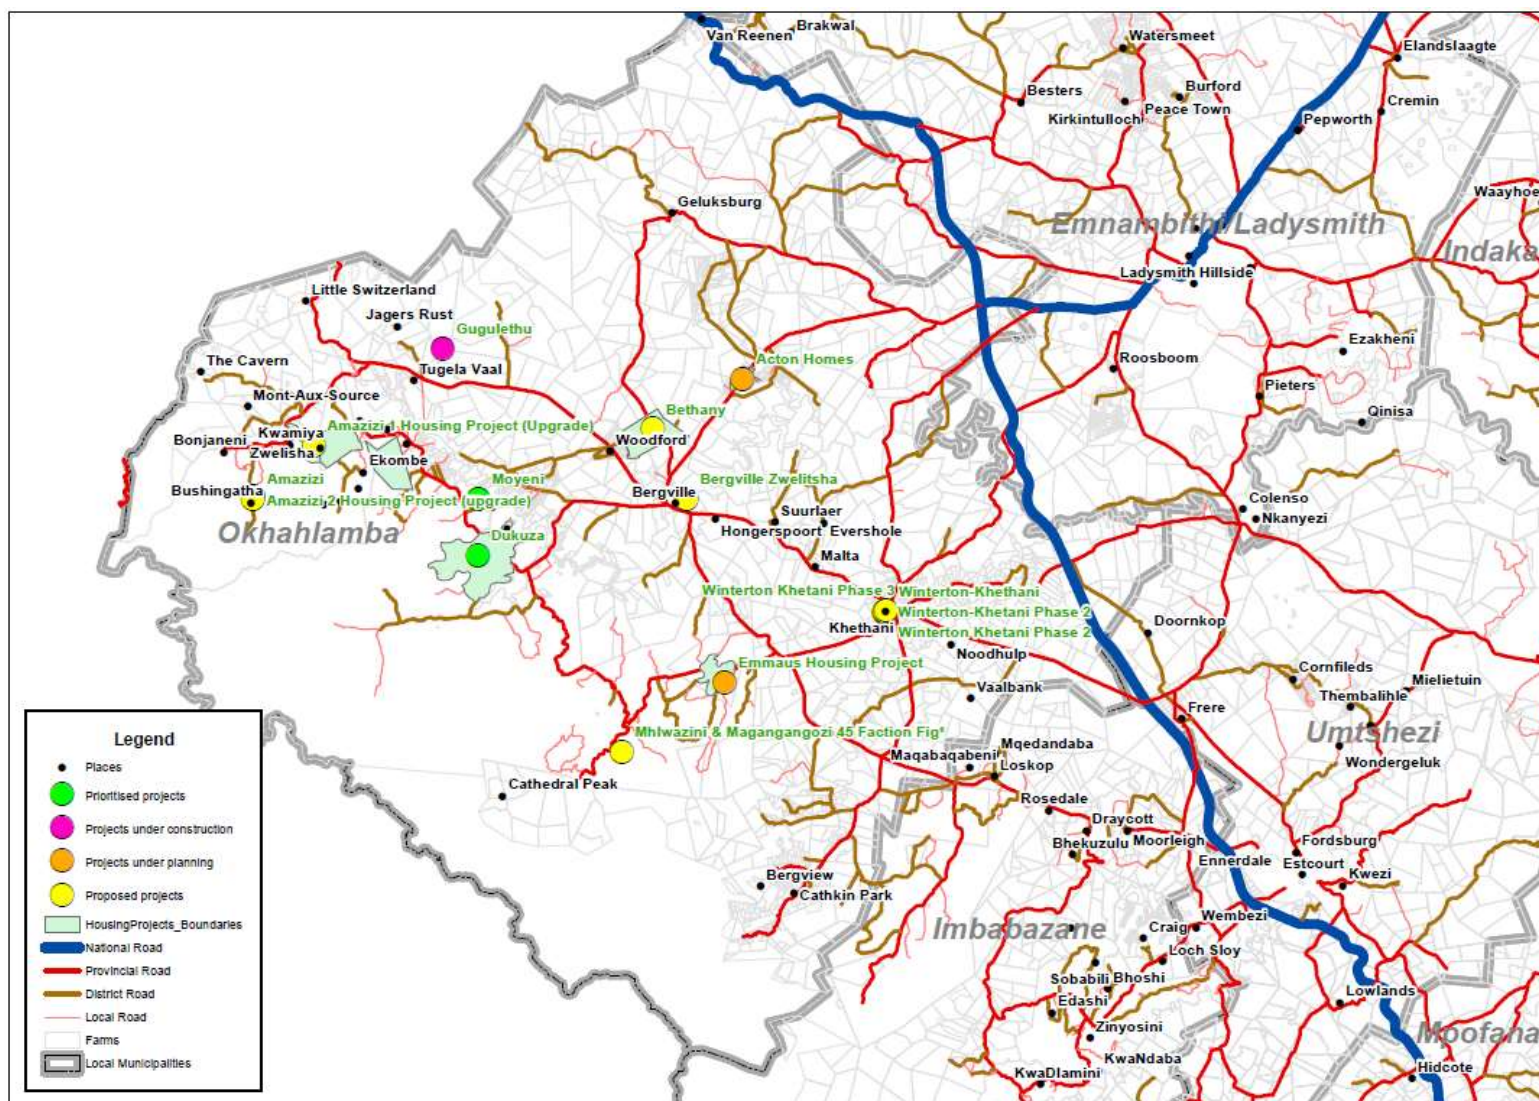 Van Reenen
Brakwal
Watersmeet
Elandslaagte
Besters
Burford
Peace Town
Kirkintulloch
Cremin
Pepworth
Waayhoe
Geluksburg
Emnambithi/Ladysmith
Indaka
Ladysmith Hillside
Little Switzerland
Jagers Rust
Gugulethu
The Cavern
Tugela Vaal
Acton Homes
Roosboom
Ezakheni
Pieters
Qinisa
Mont-Aux-Source
Bethany
Woodford
Kwamiya
Amazizi 1 Housing Project (Upgrade)
Bonjaneni
Zwelisha
Ekombe
Amazizi
Bushingatha
Amazizi 2 Housing Project (upgrade)
Moyeni
Bergville
Bergville Zwelitsha
Okhahlamba
Dukuza
Suurlaer
Hongerspoort
Evershole
Malta
Colenso
Nkanyezi
Winterton Khetani Phase 3
Winterton-Khethani
Winterton-Khetani Phase 2
Khethani
Winterton Khetani Phase 2
Noodhulp
Doornkop
Emmaus Housing Project
Vaalbank
Cornfileds
Thembalihle
Mielietuin
Frere
Umtshezi
Wondergeluk
Mhlwazini & Magangangozi 45 Faction Fig*
Maqabaqabeni
Mqedandaba
Loskop
Cathedral Peak
Rosedale
Draycott
Bhekuzulu
Moorleigh
Ennerdale
Fordsburg
Estcourt
Kwezi
Bergview
Cathkin Park
Imbabazane
Craig
Wembezi
Loch Sloy
Sobabili
Bhoshi
Edashi
Lowlands
Zinyosini
KwaNdaba
KwaDlamini
Moofana
Hidcote
Legend
Places
Prioritised projects
Projects under construction
Projects under planning
Proposed projects
HousingProjects_Boundaries
National Road
Provincial Road
District Road
Local Road
Farms
Local Municipalities